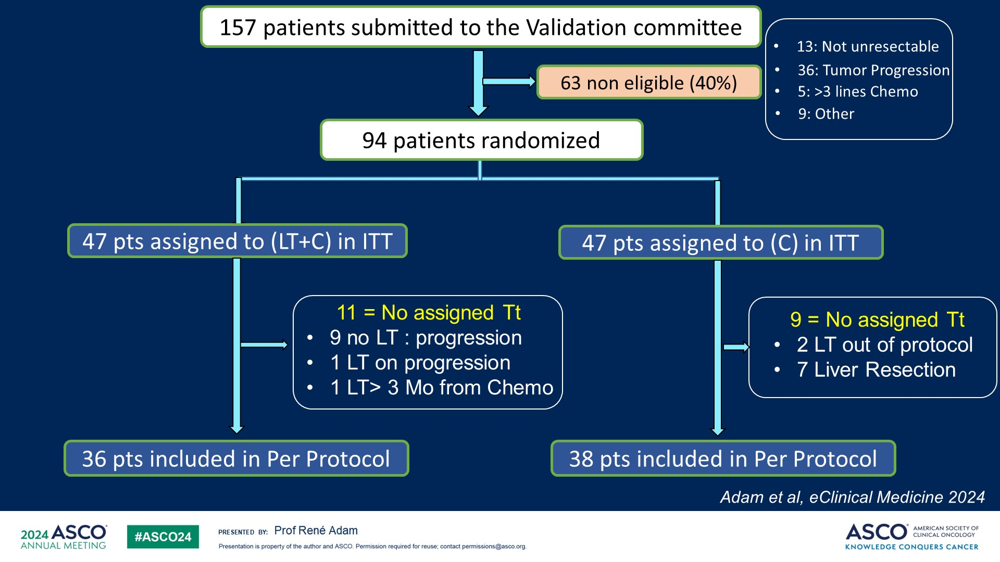 157 patients submitted to the Validation committee
• 13: Not unresectable
• 36: Tumor Progression
• 5: >3 lines Chemo
• 9: Other
63 non eligible (40%)
94 patients randomized
47 pts assigned to (LT+C) in ITT
47 pts assigned to (C) in ITT
11 = No assigned Tt
• 9 no LT : progression
• 1 LT on progression
• 1 LT> 3 Mo from Chemo
9 = No assigned Tt
• 2 LT out of protocol
• 7 Liver Resection
36 pts included in Per Protocol
38 pts included in Per Protocol
Adam et al, eClinical Medicine 2024
2024 ASCO
ANNUAL MEETING
#ASCO24
PRESENTED BY: Prof René Adam
Presentation is property of the author and ASCO. Permission required for reuse; contact permissions@asco.org.
ASCO AMERICAN SOCIETY OF
CLINICAL ONCOLOGY
KNOWLEDGE CONQUERS CANCER